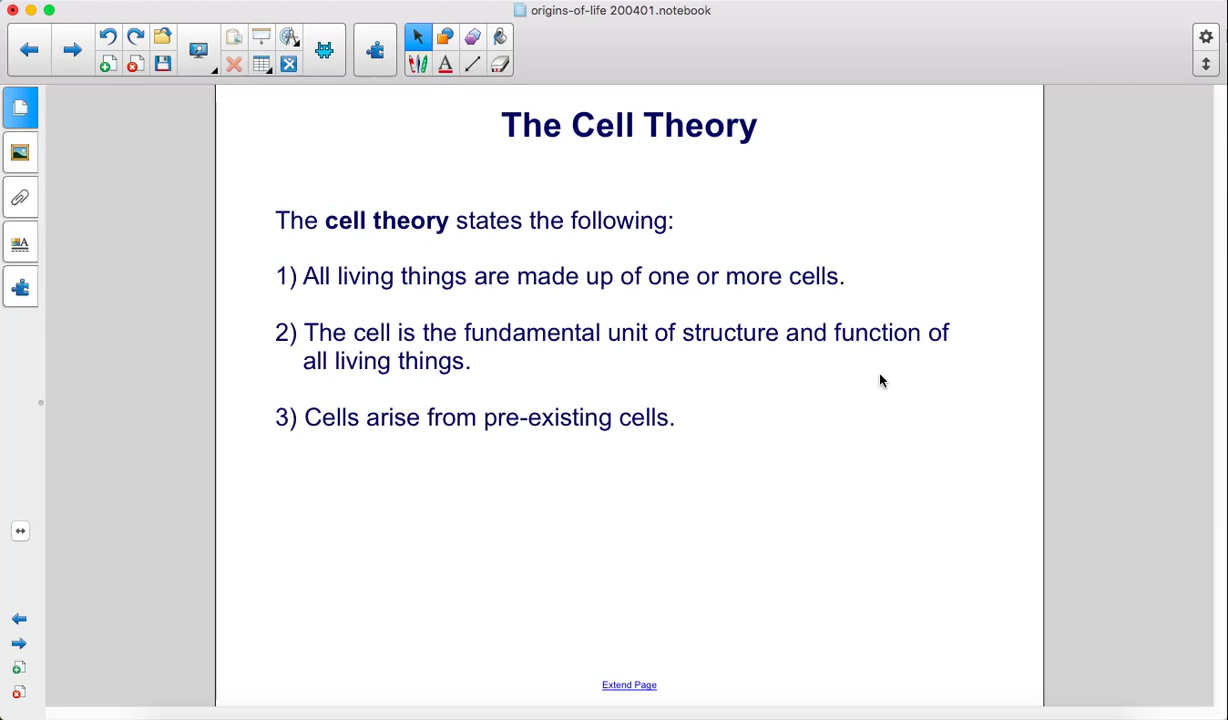 origins-of-life 200401.notebook
The Cell Theory
The cell theory states the following:
1) All living things are made up of one or more cells.
2) The cell is the fundamental unit of structure and function of
all living things.
3) Cells arise from pre-existing cells.
Extend Page